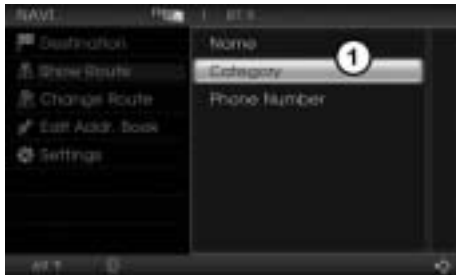 NAVI
Destination
Show Route
Change Route
Edit Addr. Book
Settings
Name
Category
1
Phone Number